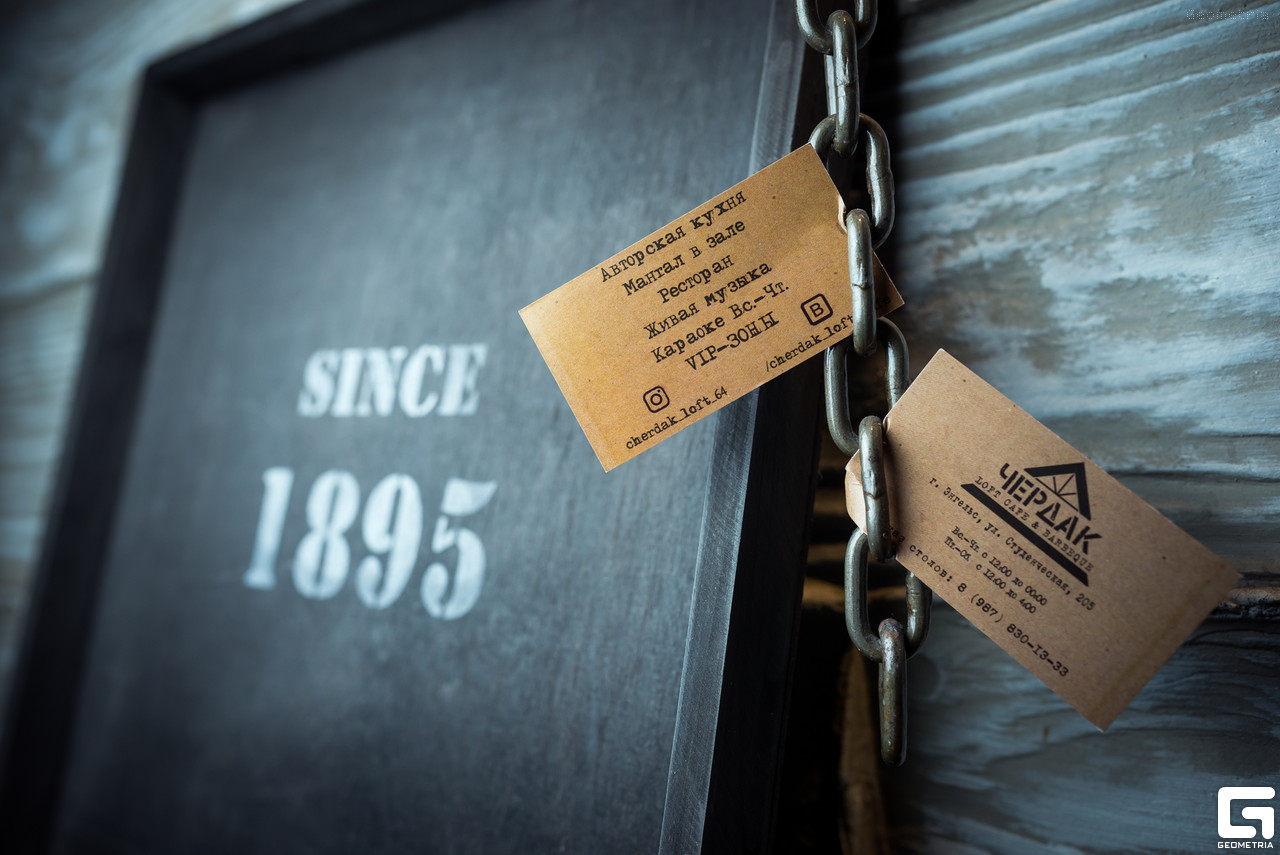 SINCE
1895
Авторская кухня
Мангал в зале
Ресторан
Живая музыка
Караоке Вс.-Чт.
VIP-ЗОНЫ
cherdak_loft_64
/cherdak_loft
ЧЕРДАК
LOFT CAFE & BARBEQUE
г. Энгельс, ул. Студенческая, 205
Вс-Чт с 12:00 до 00:00
Пт-Сб с 12:00 до 4:00
столов: 8 (987) 830-13-33
GEOMETRIA